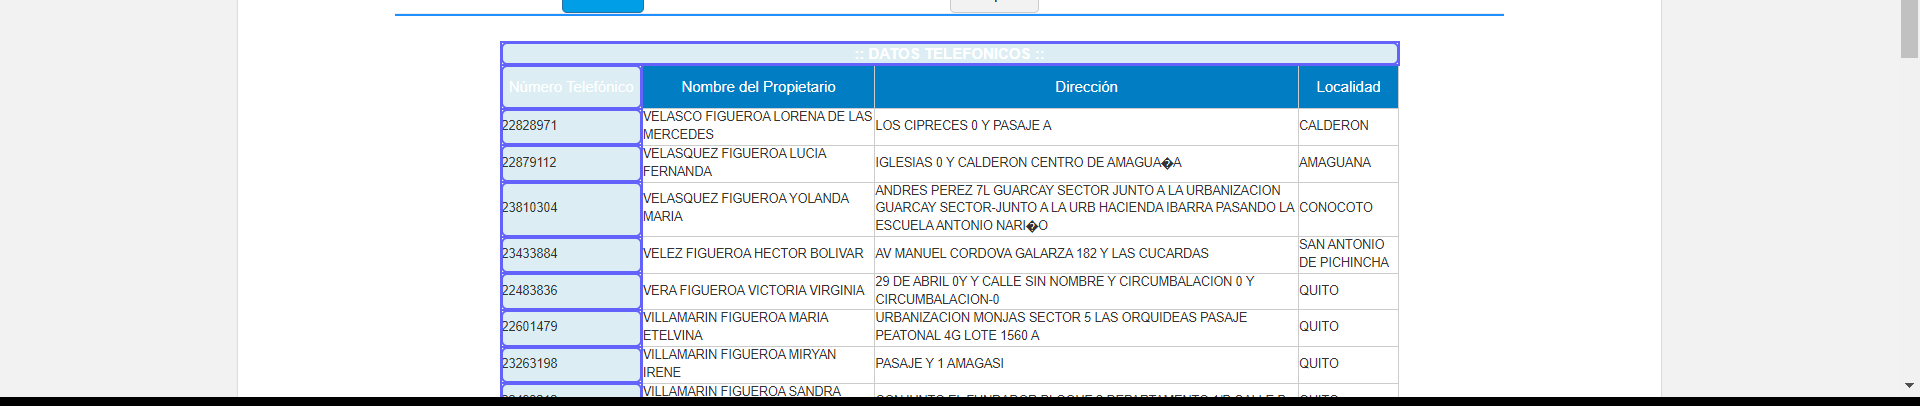 :: DATOS TELEFONICOS ::
Número Telefónico Nombre del Propietario Dirección Localidad
22828971 VELASCO FIGUEROA LORENA DE LAS MERCEDES LOS CIPRECES 0 Y PASAJE A CALDERON
22879112 VELASQUEZ FIGUEROA LUCIA FERNANDA IGLESIAS 0 Y CALDERON CENTRO DE AMAGUA�A AMAGUANA
23810304 VELASQUEZ FIGUEROA YOLANDA MARIA ANDRES PEREZ 7L GUARCAY SECTOR JUNTO A LA URBANIZACION GUARCAY SECTOR-JUNTO A LA URB HACIENDA IBARRA PASANDO LA ESCUELA ANTONIO NARI�O CONOCOTO
23433884 VELEZ FIGUEROA HECTOR BOLIVAR AV MANUEL CORDOVA GALARZA 182 Y LAS CUCARDAS SAN ANTONIO DE PICHINCHA
22483836 VERA FIGUEROA VICTORIA VIRGINIA 29 DE ABRIL 0Y Y CALLE SIN NOMBRE Y CIRCUMBALACION 0 Y CIRCUMBALACION-0 QUITO
22601479 VILLAMARIN FIGUEROA MARIA ETELVINA URBANIZACION MONJAS SECTOR 5 LAS ORQUIDEAS PASAJE PEATONAL 4G LOTE 1560 A QUITO
23263198 VILLAMARIN FIGUEROA MIRYAN IRENE PASAJE Y 1 AMAGASI QUITO
VILLAMARIN FIGUEROA SANDRA